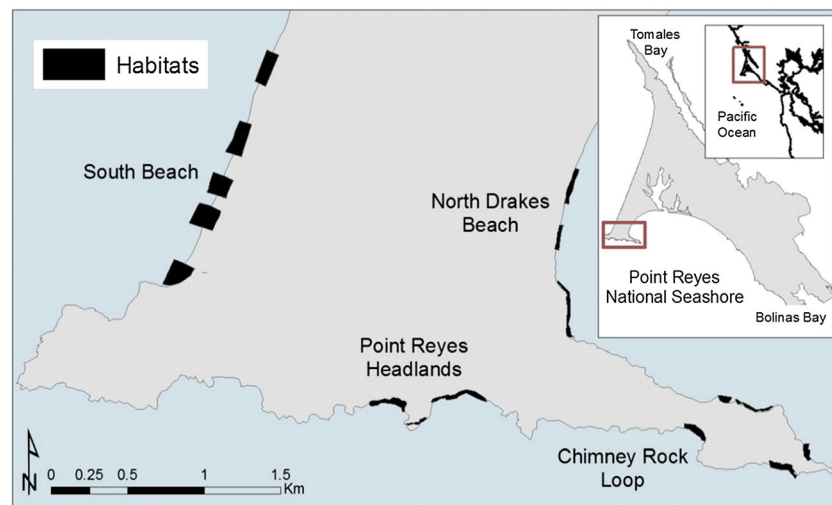 Habitats
South Beach
North Drakes
Beach
Point Reyes
Headlands
Chimney Rock
Loop
N
0 0.25 0.5 1 1.5
Km
Tomales
Bay
Pacific
Ocean
Point Reyes
National Seashore
Bolinas Bay